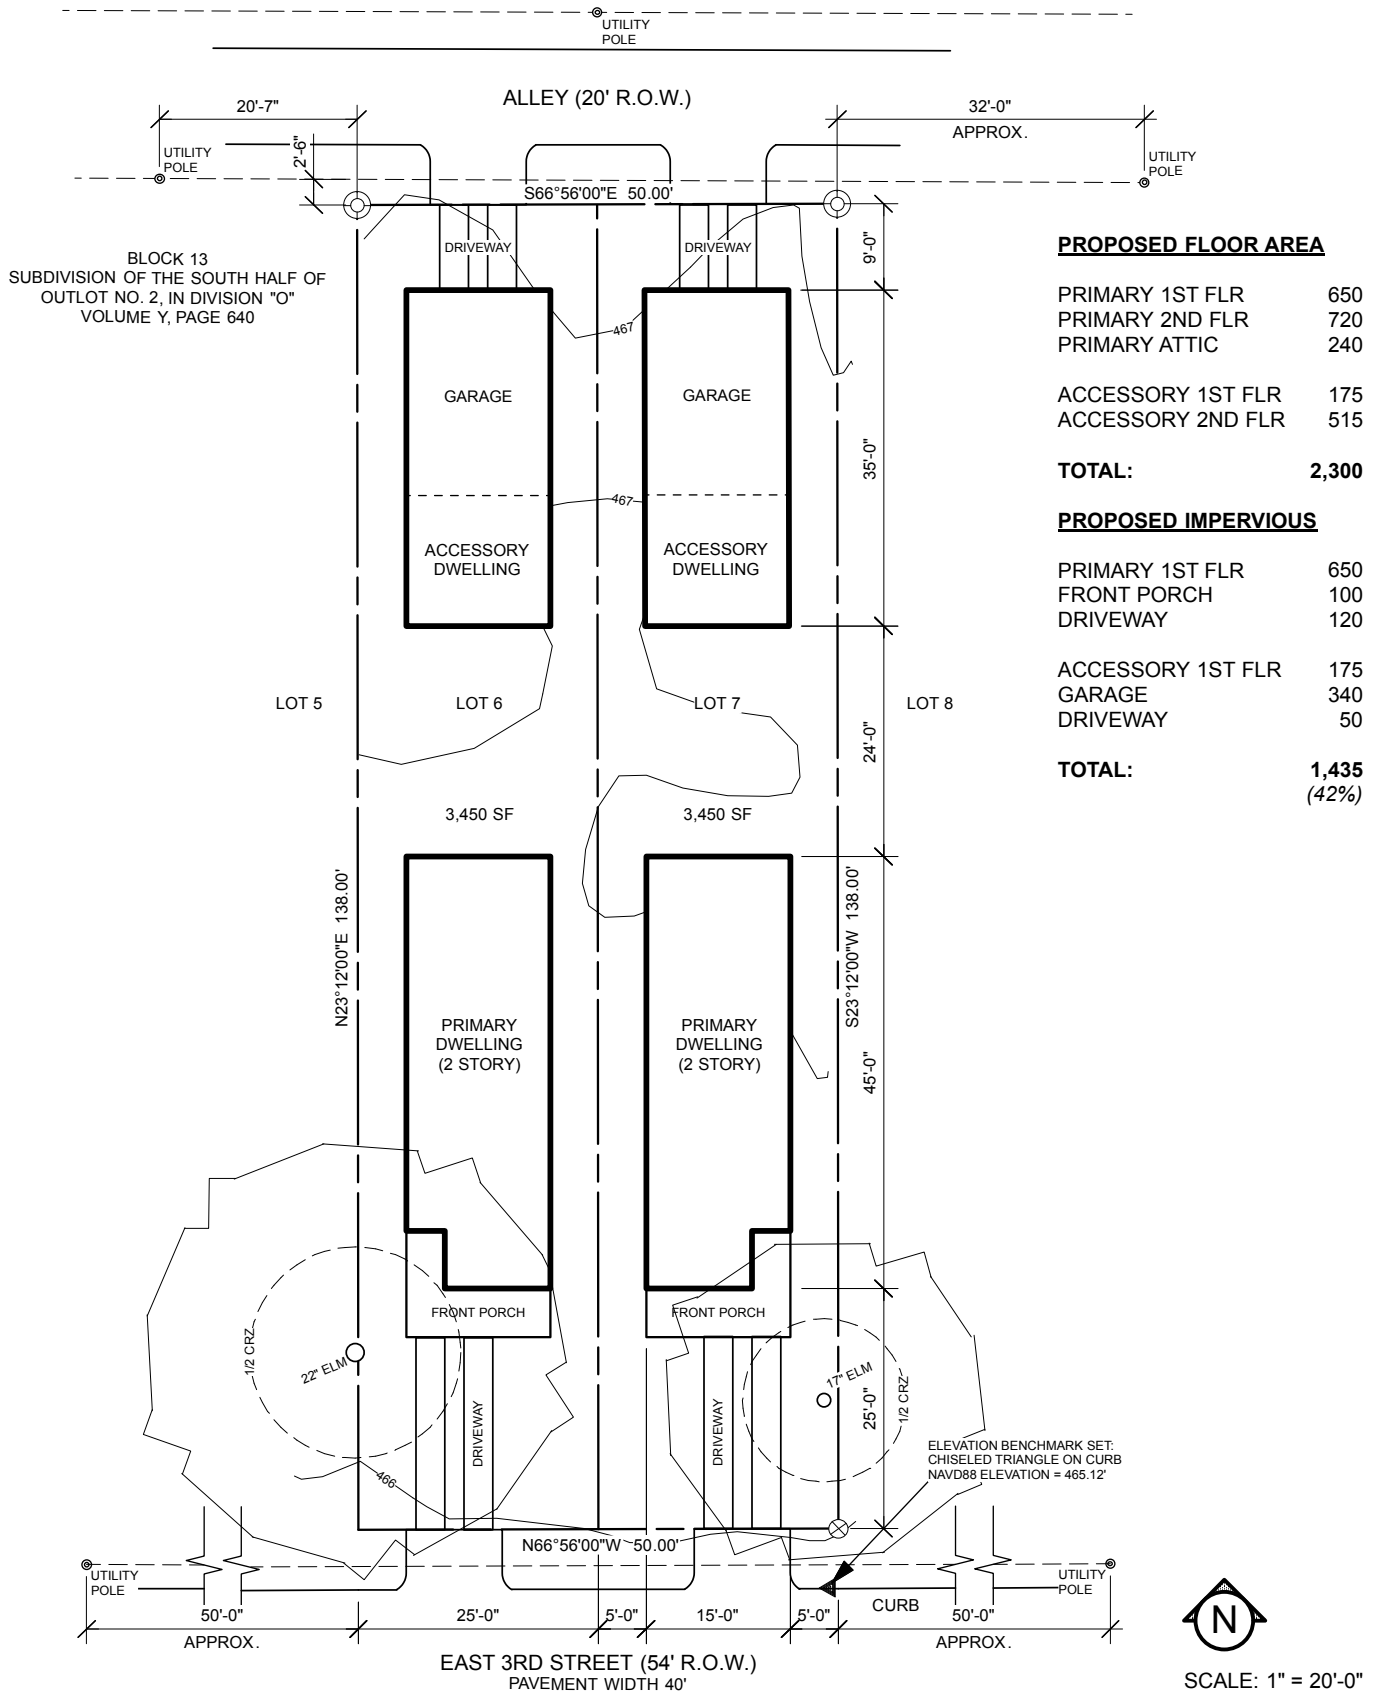 UTILITY
POLE
ALLEY (20' R.O.W.)
20'-7"
32'-0"
APPROX.
2'-6"
UTILITY
POLE
UTILITY
POLE
S66°56'00"E 50.00'
DRIVEWAY
DRIVEWAY
9'-0"
BLOCK 13
SUBDIVISION OF THE SOUTH HALF OF
OUTLOT NO. 2, IN DIVISION "O"
VOLUME Y, PAGE 640
467
GARAGE
GARAGE
35'-0"
467
ACCESSORY
DWELLING
ACCESSORY
DWELLING
LOT 5
LOT 6
LOT 7
LOT 8
24'-0"
3,450 SF
3,450 SF
N23°12'00"E 138.00'
S23°12'00"W 138.00'
PRIMARY
DWELLING
(2 STORY)
PRIMARY
DWELLING
(2 STORY)
45'-0"
FRONT PORCH
FRONT PORCH
1/2 CRZ
22" ELM
17" ELM
1/2 CRZ
25'-0"
DRIVEWAY
DRIVEWAY
466
ELEVATION BENCHMARK SET:
CHISELED TRIANGLE ON CURB
NAVD88 ELEVATION = 465.12'
N66°56'00"W 50.00'
UTILITY
POLE
UTILITY
POLE
CURB
50'-0"
APPROX.
25'-0"
5'-0"
15'-0"
5'-0"
50'-0"
APPROX.
EAST 3RD STREET (54' R.O.W.)
PAVEMENT WIDTH 40'
PROPOSED FLOOR AREA
PRIMARY 1ST FLR 650
PRIMARY 2ND FLR 720
PRIMARY ATTIC 240
ACCESSORY 1ST FLR 175
ACCESSORY 2ND FLR 515
TOTAL: 2,300
PROPOSED IMPERVIOUS
PRIMARY 1ST FLR 650
FRONT PORCH 100
DRIVEWAY 120
ACCESSORY 1ST FLR 175
GARAGE 340
DRIVEWAY 50
TOTAL: 1,435
(42%)
N
SCALE: 1" = 20'-0"